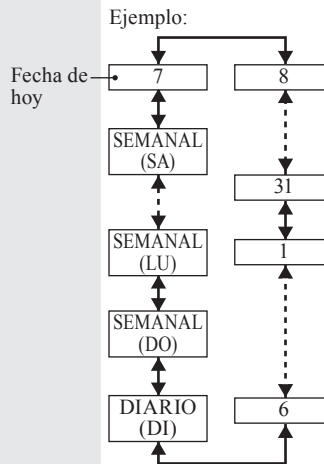 Ejemplo:
Fecha de
hoy
7
8
SEMANAL
(SA)
31
SEMANAL
(LU)
1
SEMANAL
(DO)
DIARIO
(DI)
6